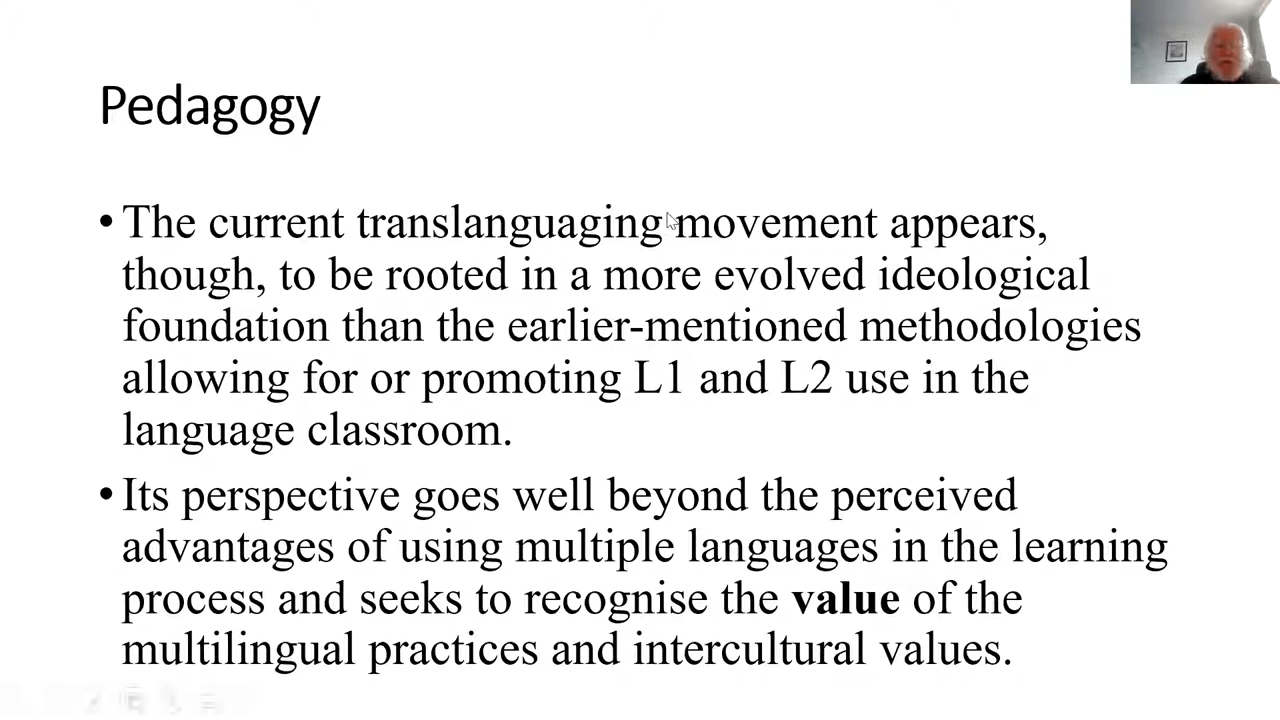 Pedagogy
• The current translanguaging movement appears,
though, to be rooted in a more evolved ideological
foundation than the earlier-mentioned methodologies
allowing for or promoting L1 and L2 use in the
language classroom.
• Its perspective goes well beyond the perceived
advantages of using multiple languages in the learning
process and seeks to recognise the value of the
multilingual practices and intercultural values.